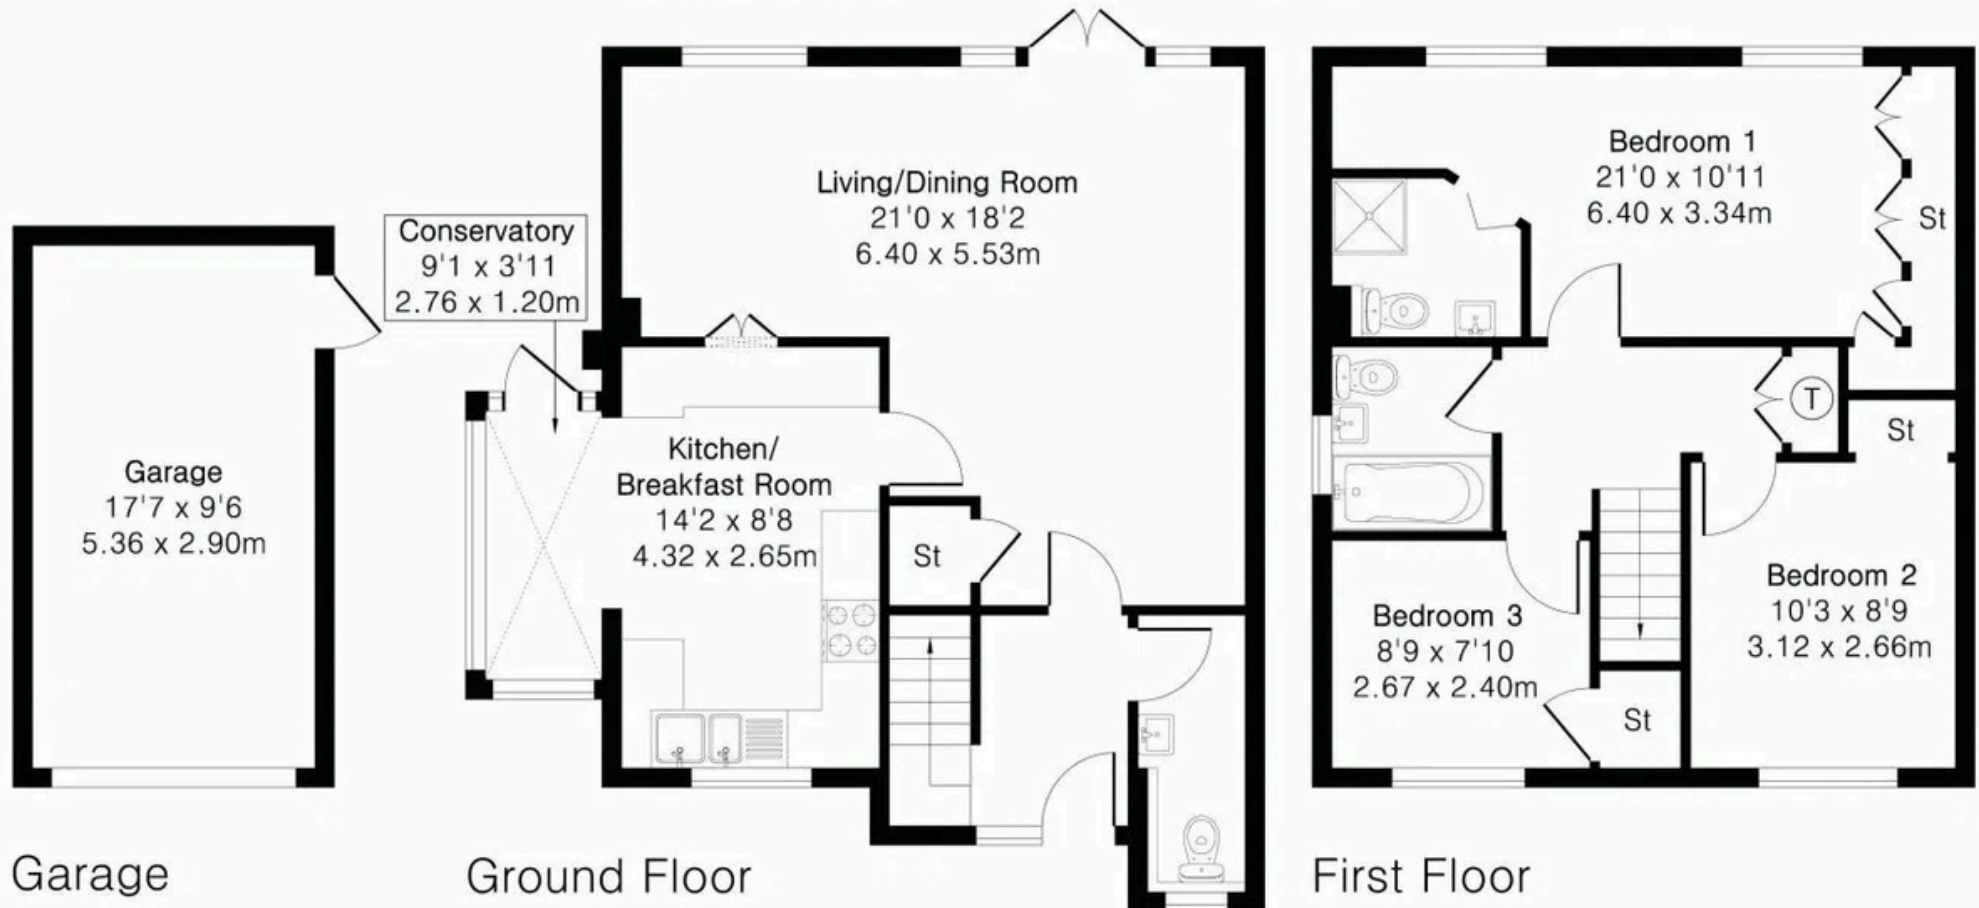 Garage
17'7 x 9'6
5.36 x 2.90m
Garage
Conservatory
9'1 x 3'11
2.76 x 1.20m
Living/Dining Room
21'0 x 18'2
6.40 x 5.53m
Kitchen/
Breakfast Room
14'2 x 8'8
4.32 x 2.65m
St
Ground Floor
Bedroom 1
21'0 x 10'11
6.40 x 3.34m
St
T
St
Bedroom 2
10'3 x 8'9
3.12 x 2.66m
Bedroom 3
8'9 x 7'10
2.67 x 2.40m
St
First Floor